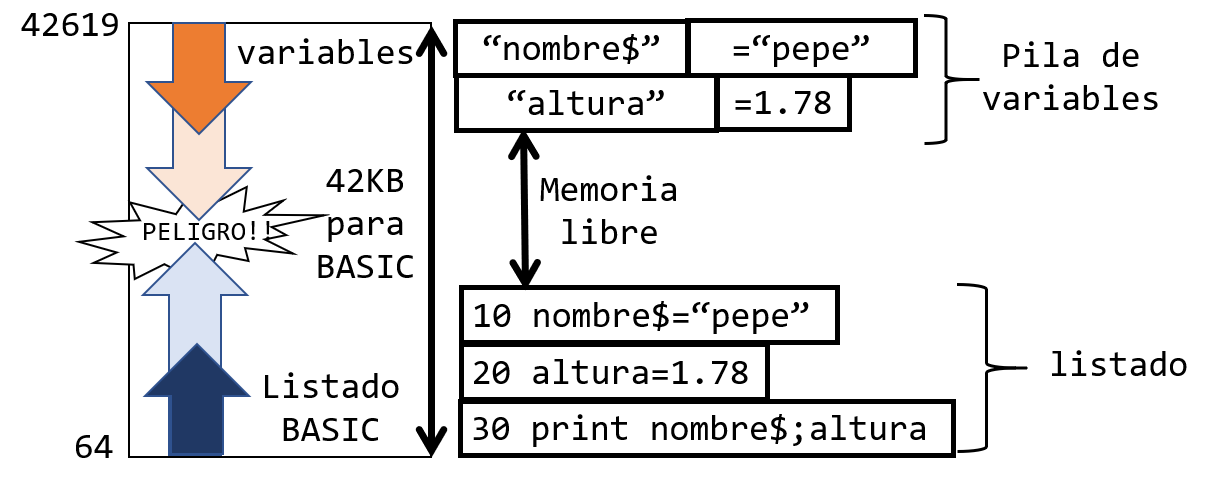 42619
variables
42KB
para
BASIC
PELIGRO!!
Listado
BASIC
64
“nombre$” =“pepe”
“altura” =1.78
Pila de
variables
Memoria
libre
10 nombre$=“pepe”
20 altura=1.78
30 print nombre$;altura
listado